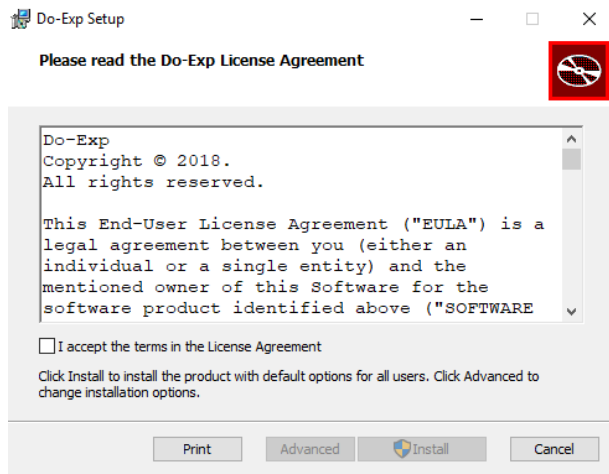 Do-Exp Setup
Please read the Do-Exp License Agreement
Do-Exp
Copyright © 2018.
All rights reserved.
This End-User License Agreement ("EULA") is a
legal agreement between you (either an
individual or a single entity) and the
mentioned owner of this Software for the
software product identified above ("SOFTWARE
I accept the terms in the License Agreement
Click Install to install the product with default options for all users. Click Advanced to
change installation options.
Print Advanced Install Cancel